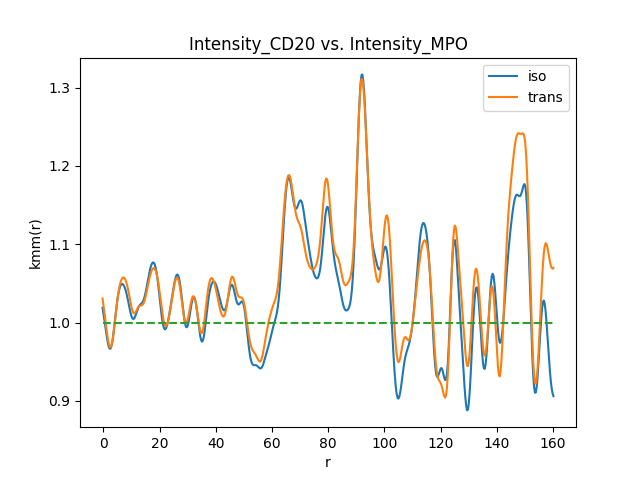 Intensity_CD20 vs. Intensity_MPO
iso
trans
kmm(r)
1.3
1.2
1.1
1.0
0.9
0 20 40 60 80 100 120 140 160
r